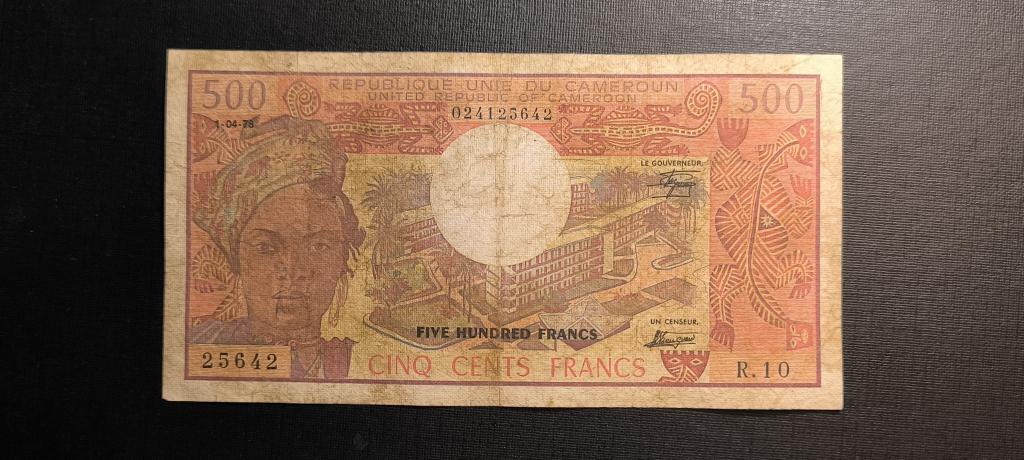 500
REPUBLIQUE UNIE DU CAMEROUN
500
UNITED REPUBLIC OF CAMEROON
024125642
1-04-78
LE GOUVERNEUR,
UN CENSEUR,
FIVE HUNDRED FRANCS
CINQ CENTS FRANCS
25642
R.10